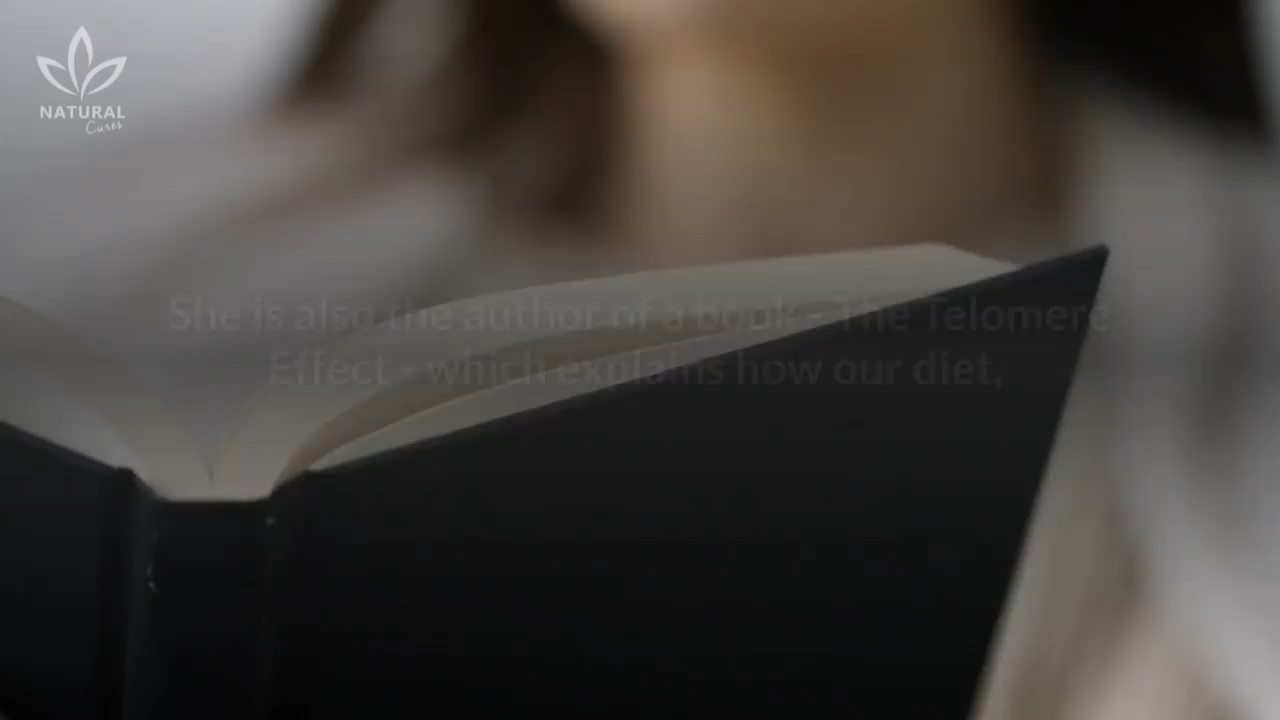 NATURAL
Cures
She is also the author of a book - The Telomere
Effect - which explains how our diet,